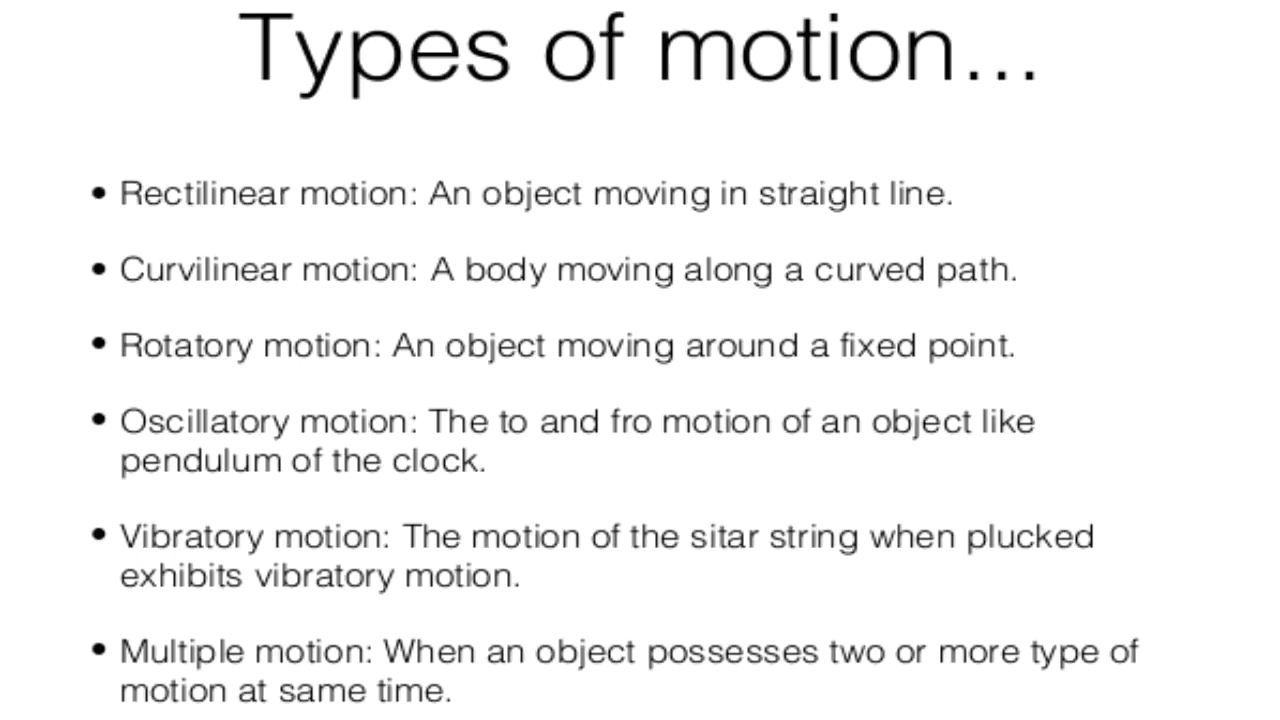 Types of motion...
• Rectilinear motion: An object moving in straight line.
• Curvilinear motion: A body moving along a curved path.
• Rotatory motion: An object moving around a fixed point.
• Oscillatory motion: The to and fro motion of an object like
pendulum of the clock.
• Vibratory motion: The motion of the sitar string when plucked
exhibits vibratory motion.
• Multiple motion: When an object possesses two or more type of
motion at same time.